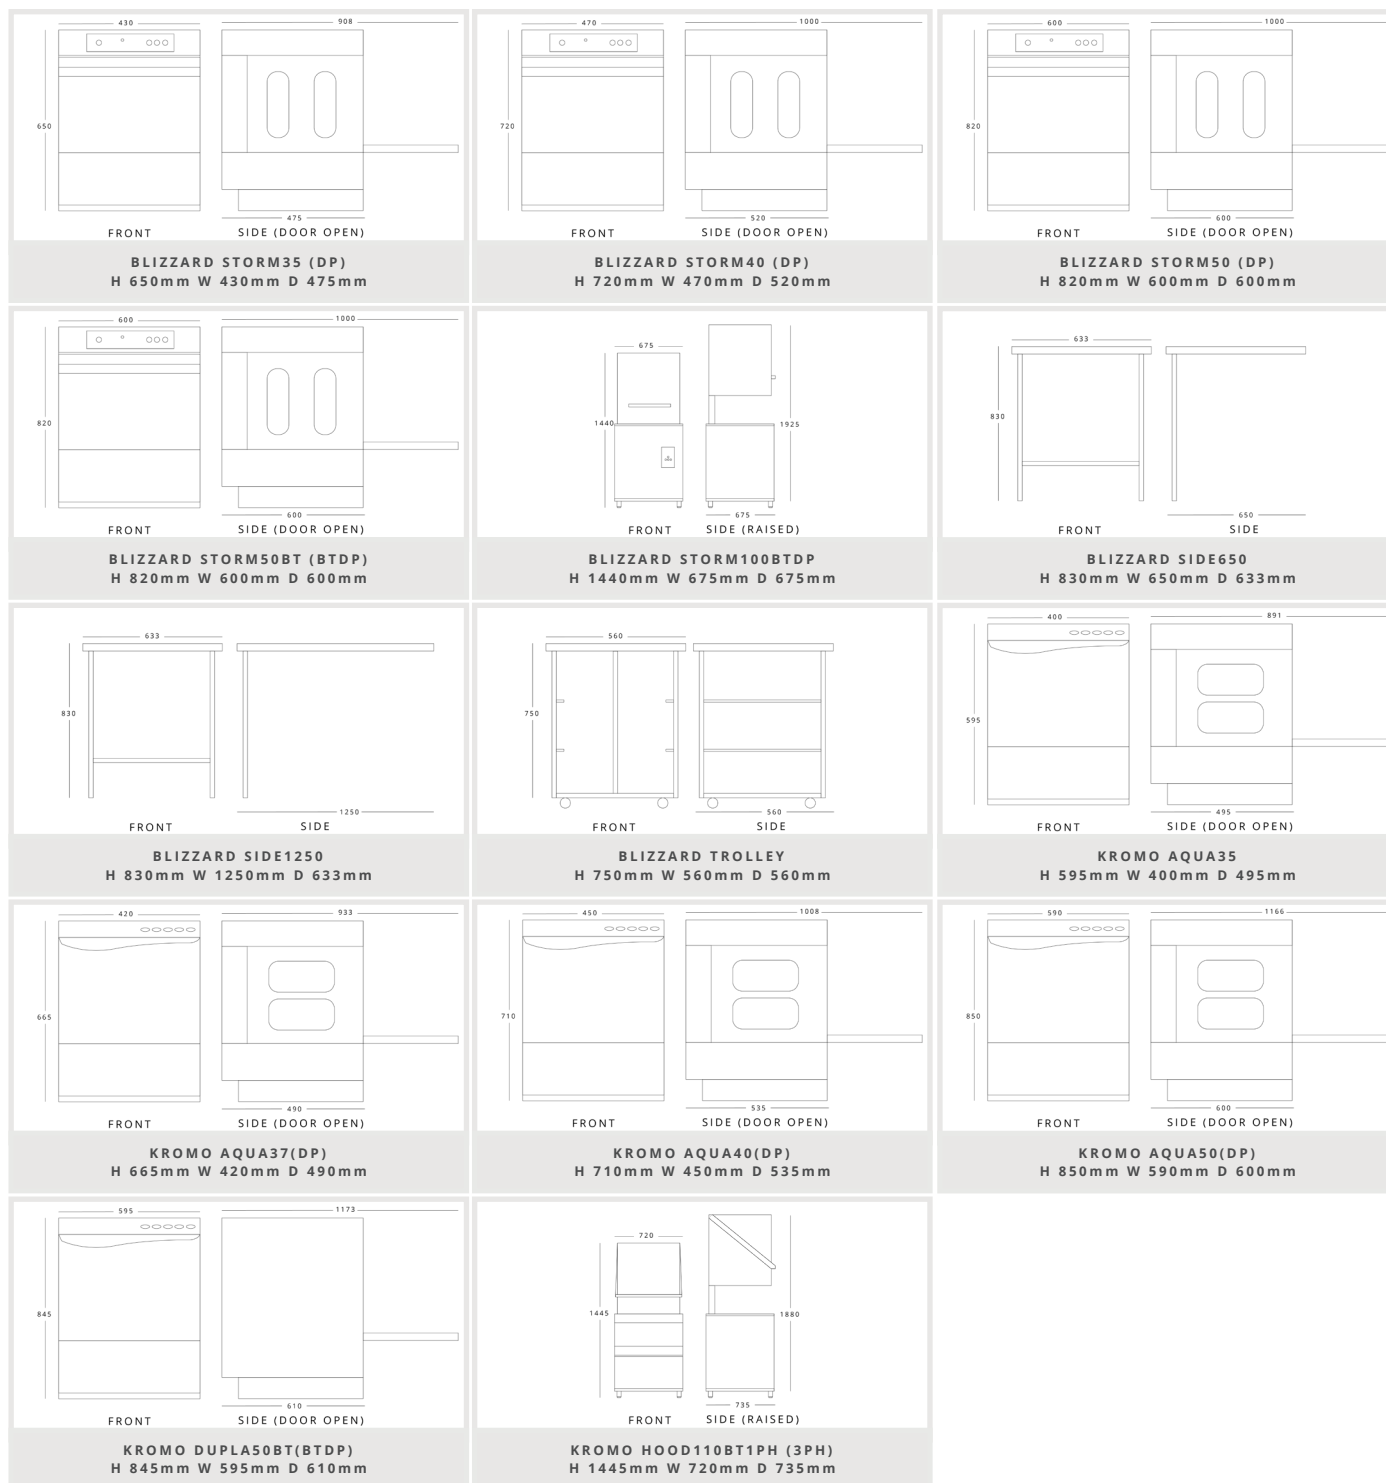 430
908
650
475
FRONT
SIDE (DOOR OPEN)
BLIZZARD STORM35 (DP)
H 650mm W 430mm D 475mm
470
1000
720
520
FRONT
SIDE (DOOR OPEN)
BLIZZARD STORM40 (DP)
H 720mm W 470mm D 520mm
600
1000
820
600
FRONT
SIDE (DOOR OPEN)
BLIZZARD STORM50 (DP)
H 820mm W 600mm D 600mm
600
1000
820
600
FRONT
SIDE (DOOR OPEN)
BLIZZARD STORM50BT (BTDP)
H 820mm W 600mm D 600mm
675
1440
1925
675
FRONT
SIDE (RAISED)
BLIZZARD STORM100BTDP
H 1440mm W 675mm D 675mm
633
830
650
FRONT
SIDE
BLIZZARD SIDE650
H 830mm W 650mm D 633mm
633
830
1250
FRONT
SIDE
BLIZZARD SIDE1250
H 830mm W 1250mm D 633mm
560
750
560
FRONT
SIDE
BLIZZARD TROLLEY
H 750mm W 560mm D 560mm
400
891
595
495
FRONT
SIDE (DOOR OPEN)
KROMO AQUA35
H 595mm W 400mm D 495mm
420
933
665
490
FRONT
SIDE (DOOR OPEN)
KROMO AQUA37(DP)
H 665mm W 420mm D 490mm
450
1008
710
535
FRONT
SIDE (DOOR OPEN)
KROMO AQUA40(DP)
H 710mm W 450mm D 535mm
590
1166
850
600
FRONT
SIDE (DOOR OPEN)
KROMO AQUA50(DP)
H 850mm W 590mm D 600mm
595
1173
845
610
FRONT
SIDE (DOOR OPEN)
KROMO DUPLA50BT(BTDP)
H 845mm W 595mm D 610mm
720
1445
1880
735
FRONT
SIDE (RAISED)
KROMO HOOD110BT1PH (3PH)
H 1445mm W 720mm D 735mm